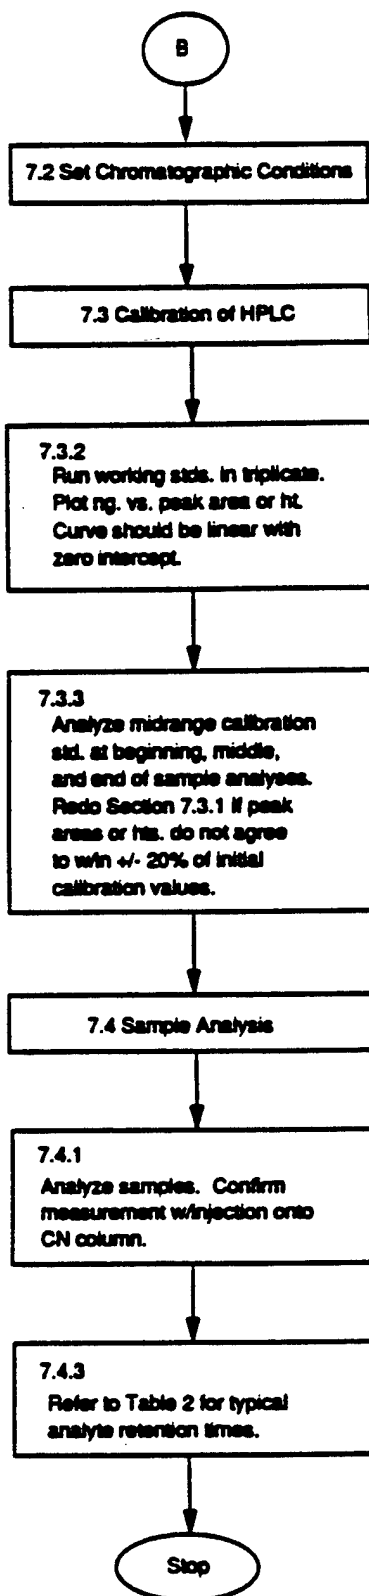 B
7.2 Set Chromatographic Conditions
7.3 Calibration of HPLC
7.3.2
Run working stds. in triplicate.
Plot ng. vs. peak area or ht.
Curve should be linear with
zero intercept.
7.3.3
Analyze midrange calibration
std. at beginning, middle,
and end of sample analyses.
Redo Section 7.3.1 if peak
areas or hts. do not agree
to w/in +/- 20% of initial
calibration values.
7.4 Sample Analysis
7.4.1
Analyze samples. Confirm
measurement w/injection onto
CN column.
7.4.3
Refer to Table 2 for typical
analyte retention times.
Stop